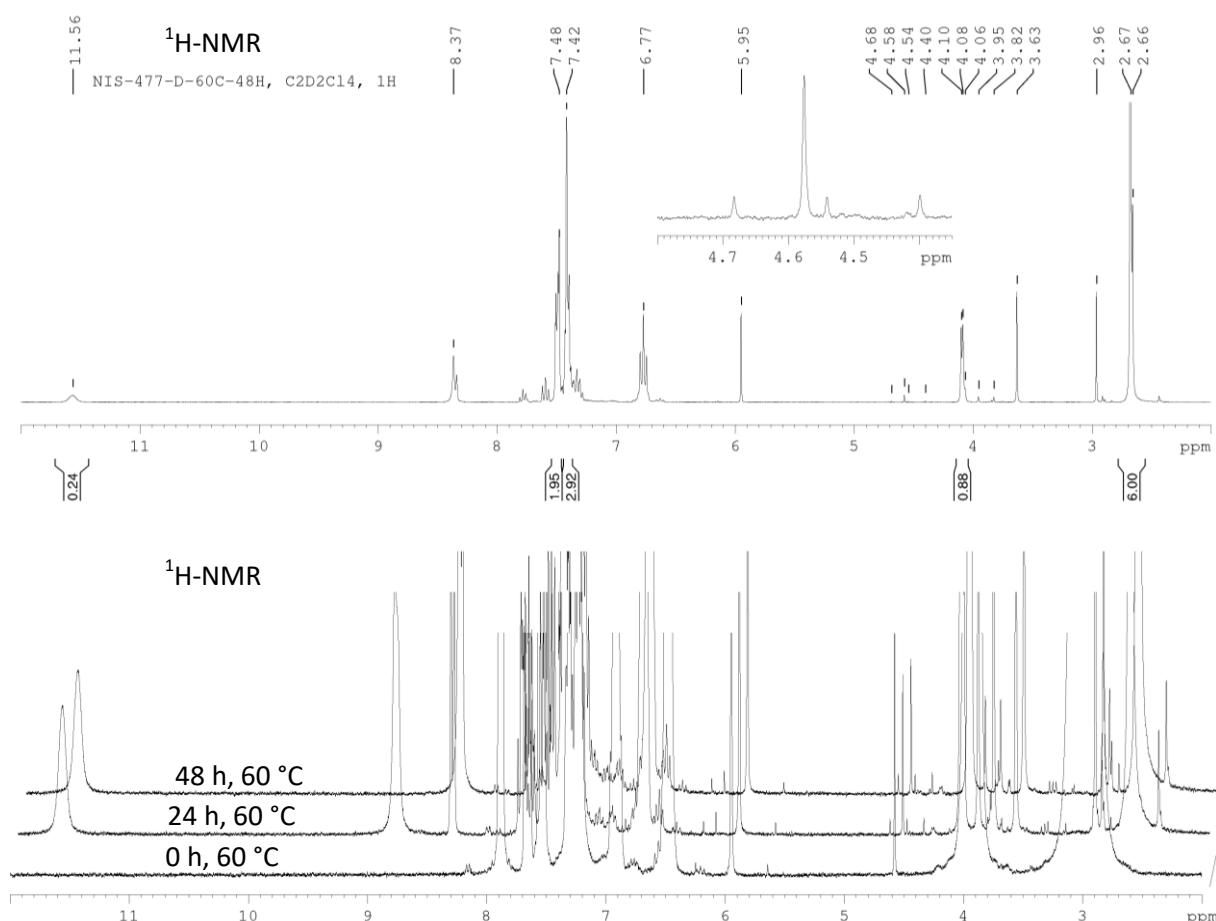 11.56
8.37
7.48
7.42
6.77
5.95
4.68
4.58
4.54
4.40
4.10
4.08
4.06
3.95
3.82
3.63
2.96
2.67
2.66
¹H-NMR
NIS-477-D-60C-48H, C2D2Cl4, 1H
4.7 4.6 4.5 ppm
11 10 9 8 7 6 5 4 3 ppm
0.24 1.95 2.92 0.88 6.00
¹H-NMR
48 h, 60 °C
24 h, 60 °C
0 h, 60 °C
11 10 9 8 7 6 5 4 3 ppm